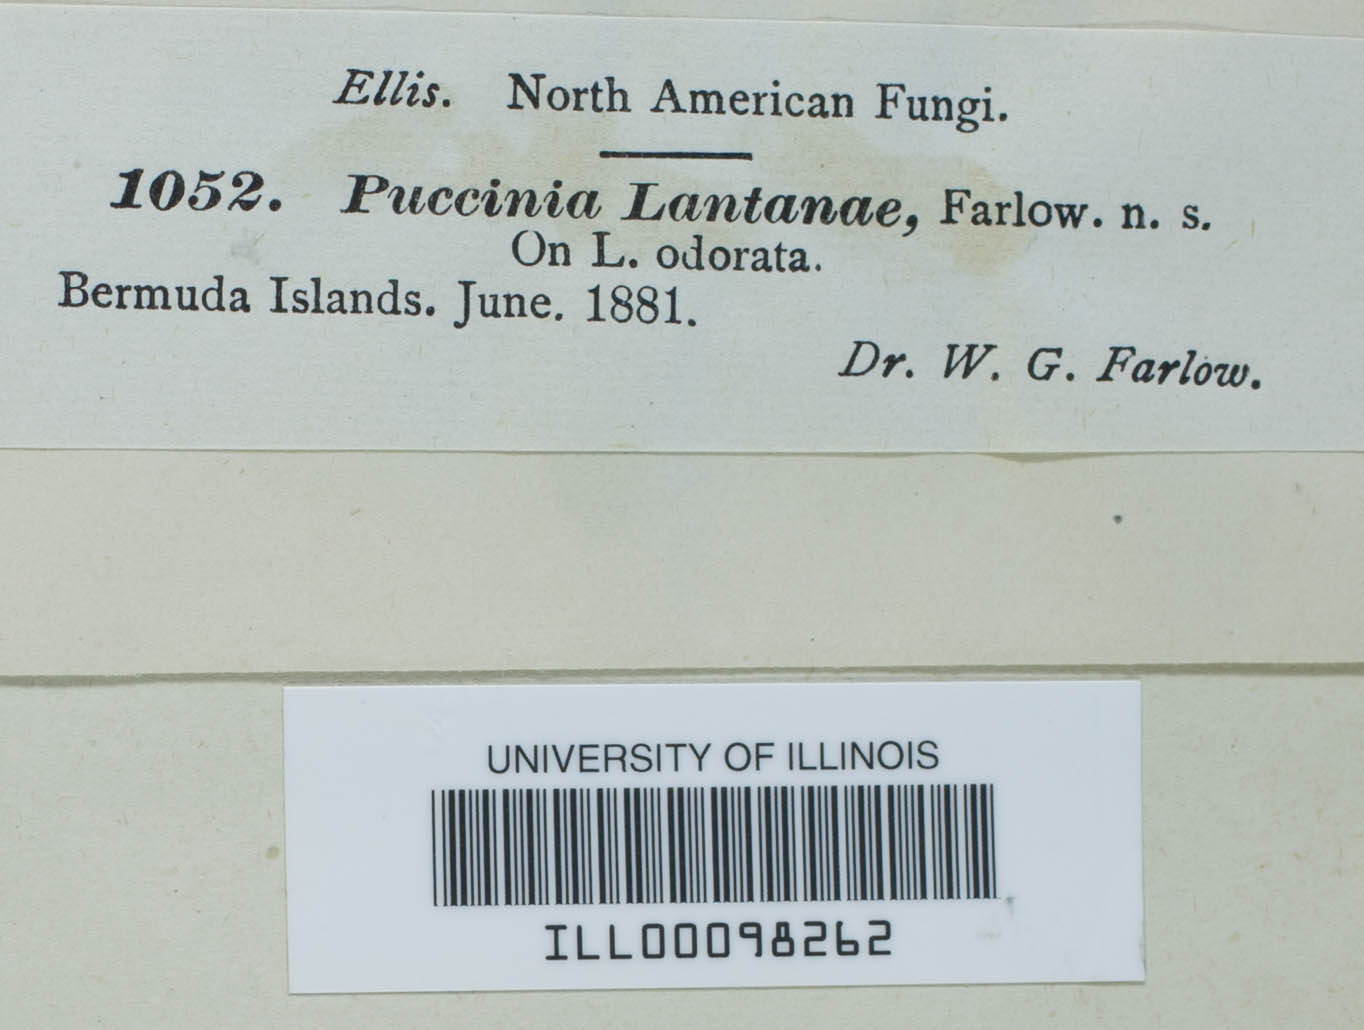 Ellis. North American Fungi.
1052. Puccinia Lantanae, Farlow. n. s.
On L. odorata.
Bermuda Islands. June. 1881.
Dr. W. G. Farlow.
UNIVERSITY OF ILLINOIS
ILL00098262